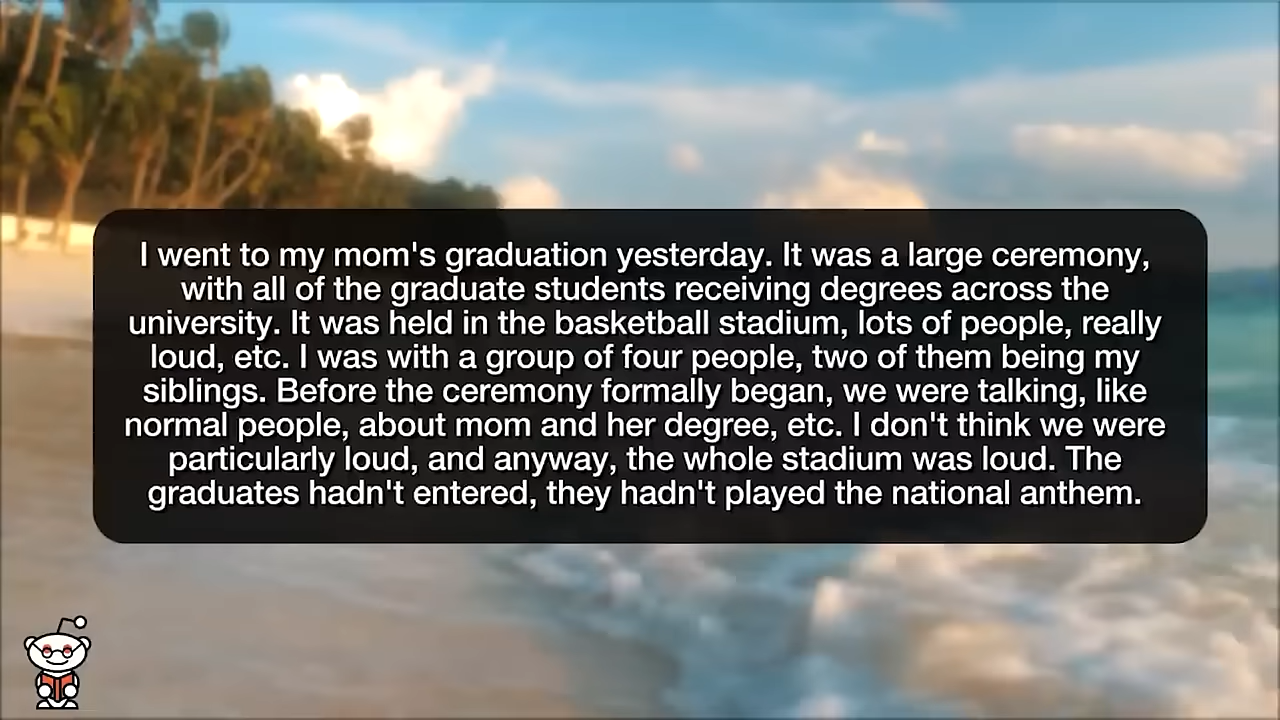 I went to my mom's graduation yesterday. It was a large ceremony,
with all of the graduate students receiving degrees across the
university. It was held in the basketball stadium, lots of people, really
loud, etc. I was with a group of four people, two of them being my
siblings. Before the ceremony formally began, we were talking, like
normal people, about mom and her degree, etc. I don't think we were
particularly loud, and anyway, the whole stadium was loud. The
graduates hadn't entered, they hadn't played the national anthem.